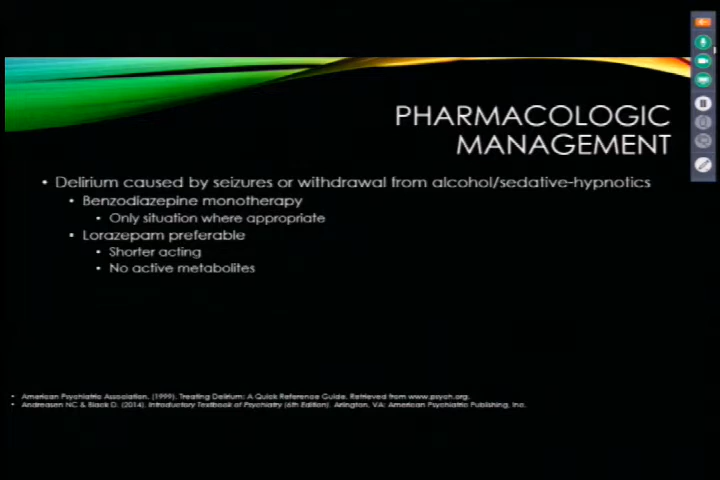 PHARMACOLOGIC
MANAGEMENT
• Delirium caused by seizures or withdrawal from alcohol/sedative-hypnotics
• Benzodiazepine monotherapy
• Only situation where appropriate
• Lorazepam preferable
• Shorter acting
• No active metabolites
• American Psychiatric Association. (1999). Treating Delirium: A Quick Reference Guide. Retrieved from www.psych.org.
• Andreasen NC & Black D. (2014). Introductory Textbook of Psychiatry (6th Edition). Arlington, VA: American Psychiatric Publishing, Inc.